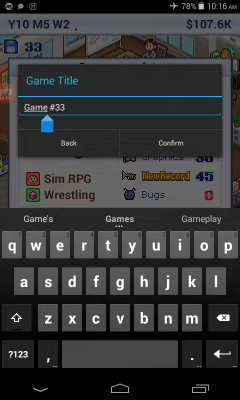 78% 10:16 AM
Y10 M5 W2 $107.6K
33
Game Title
Game #33
Back Confirm
Graphics 36
Sim RPG NewRecord 45
Wrestling Bugs 0
Game's Games Gameplay
q w e r t y u i o p
a s d f g h j k l
z x c v b n m
?123 , .